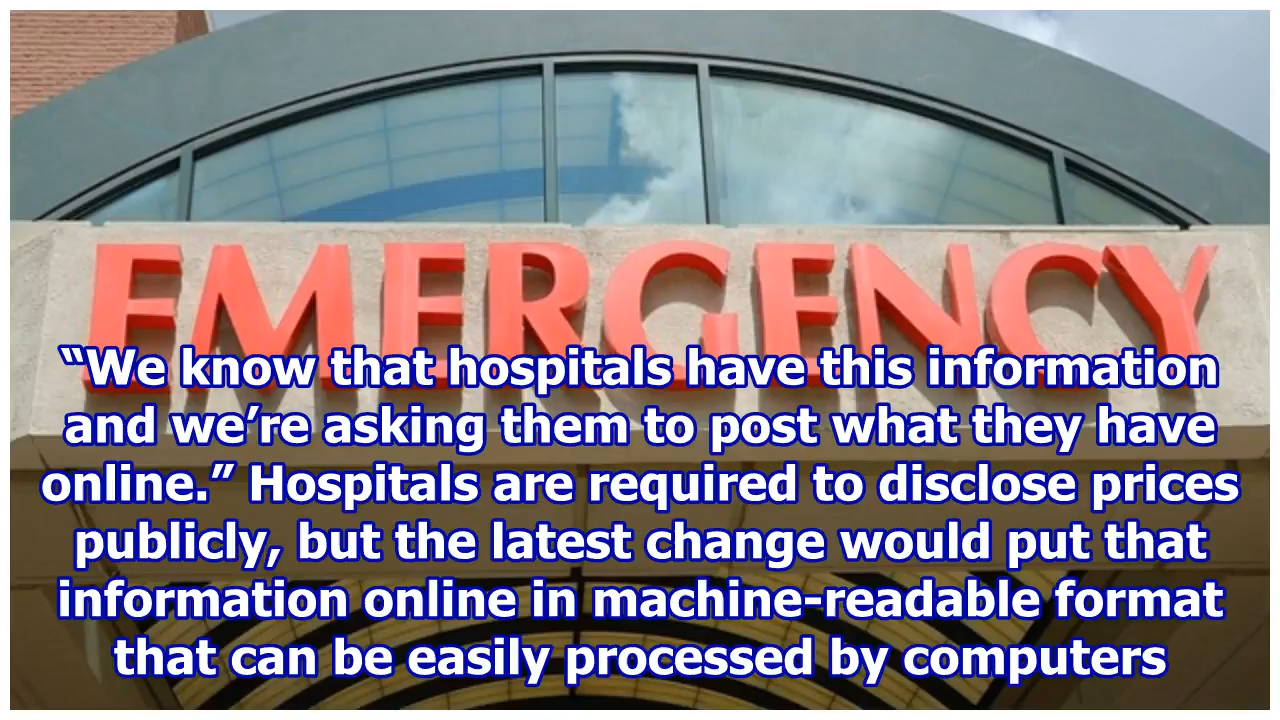 EMERGENCY
“We know that hospitals have this information
and we’re asking them to post what they have
online.” Hospitals are required to disclose prices
publicly, but the latest change would put that
information online in machine-readable format
that can be easily processed by computers